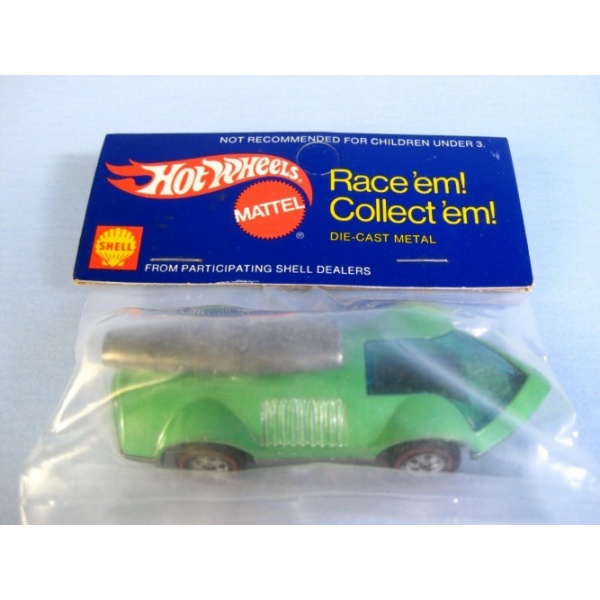 NOT RECOMMENDED FOR CHILDREN UNDER 3.
HOT WHEELS
MATTEL
®
Race 'em!
Collect 'em!
DIE-CAST METAL
SHELL
FROM PARTICIPATING SHELL DEALERS